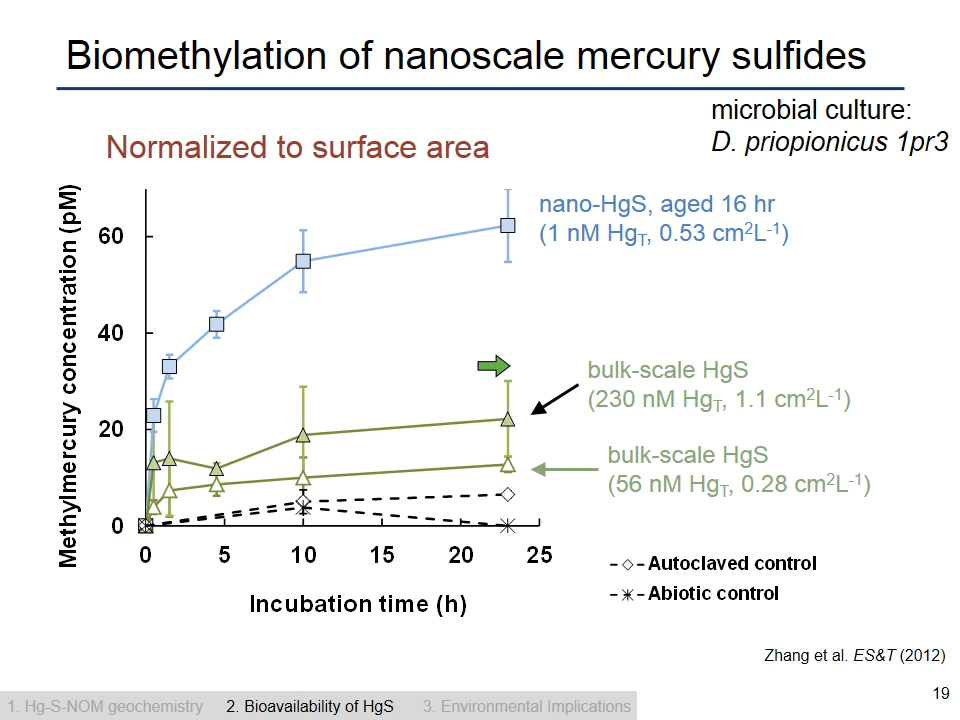 Biomethylation of nanoscale mercury sulfides
microbial culture:
D. priopionicus 1pr3
Normalized to surface area
Methylmercury concentration (pM)
60
40
20
0
0 5 10 15 20 25
Incubation time (h)
nano-HgS, aged 16 hr
(1 nM HgT, 0.53 cm2L-1)
bulk-scale HgS
(230 nM HgT, 1.1 cm2L-1)
bulk-scale HgS
(56 nM HgT, 0.28 cm2L-1)
Autoclaved control
Abiotic control
Zhang et al. ES&T (2012)
1. Hg-S-NOM geochemistry 2. Bioavailability of HgS 3. Environmental Implications
19